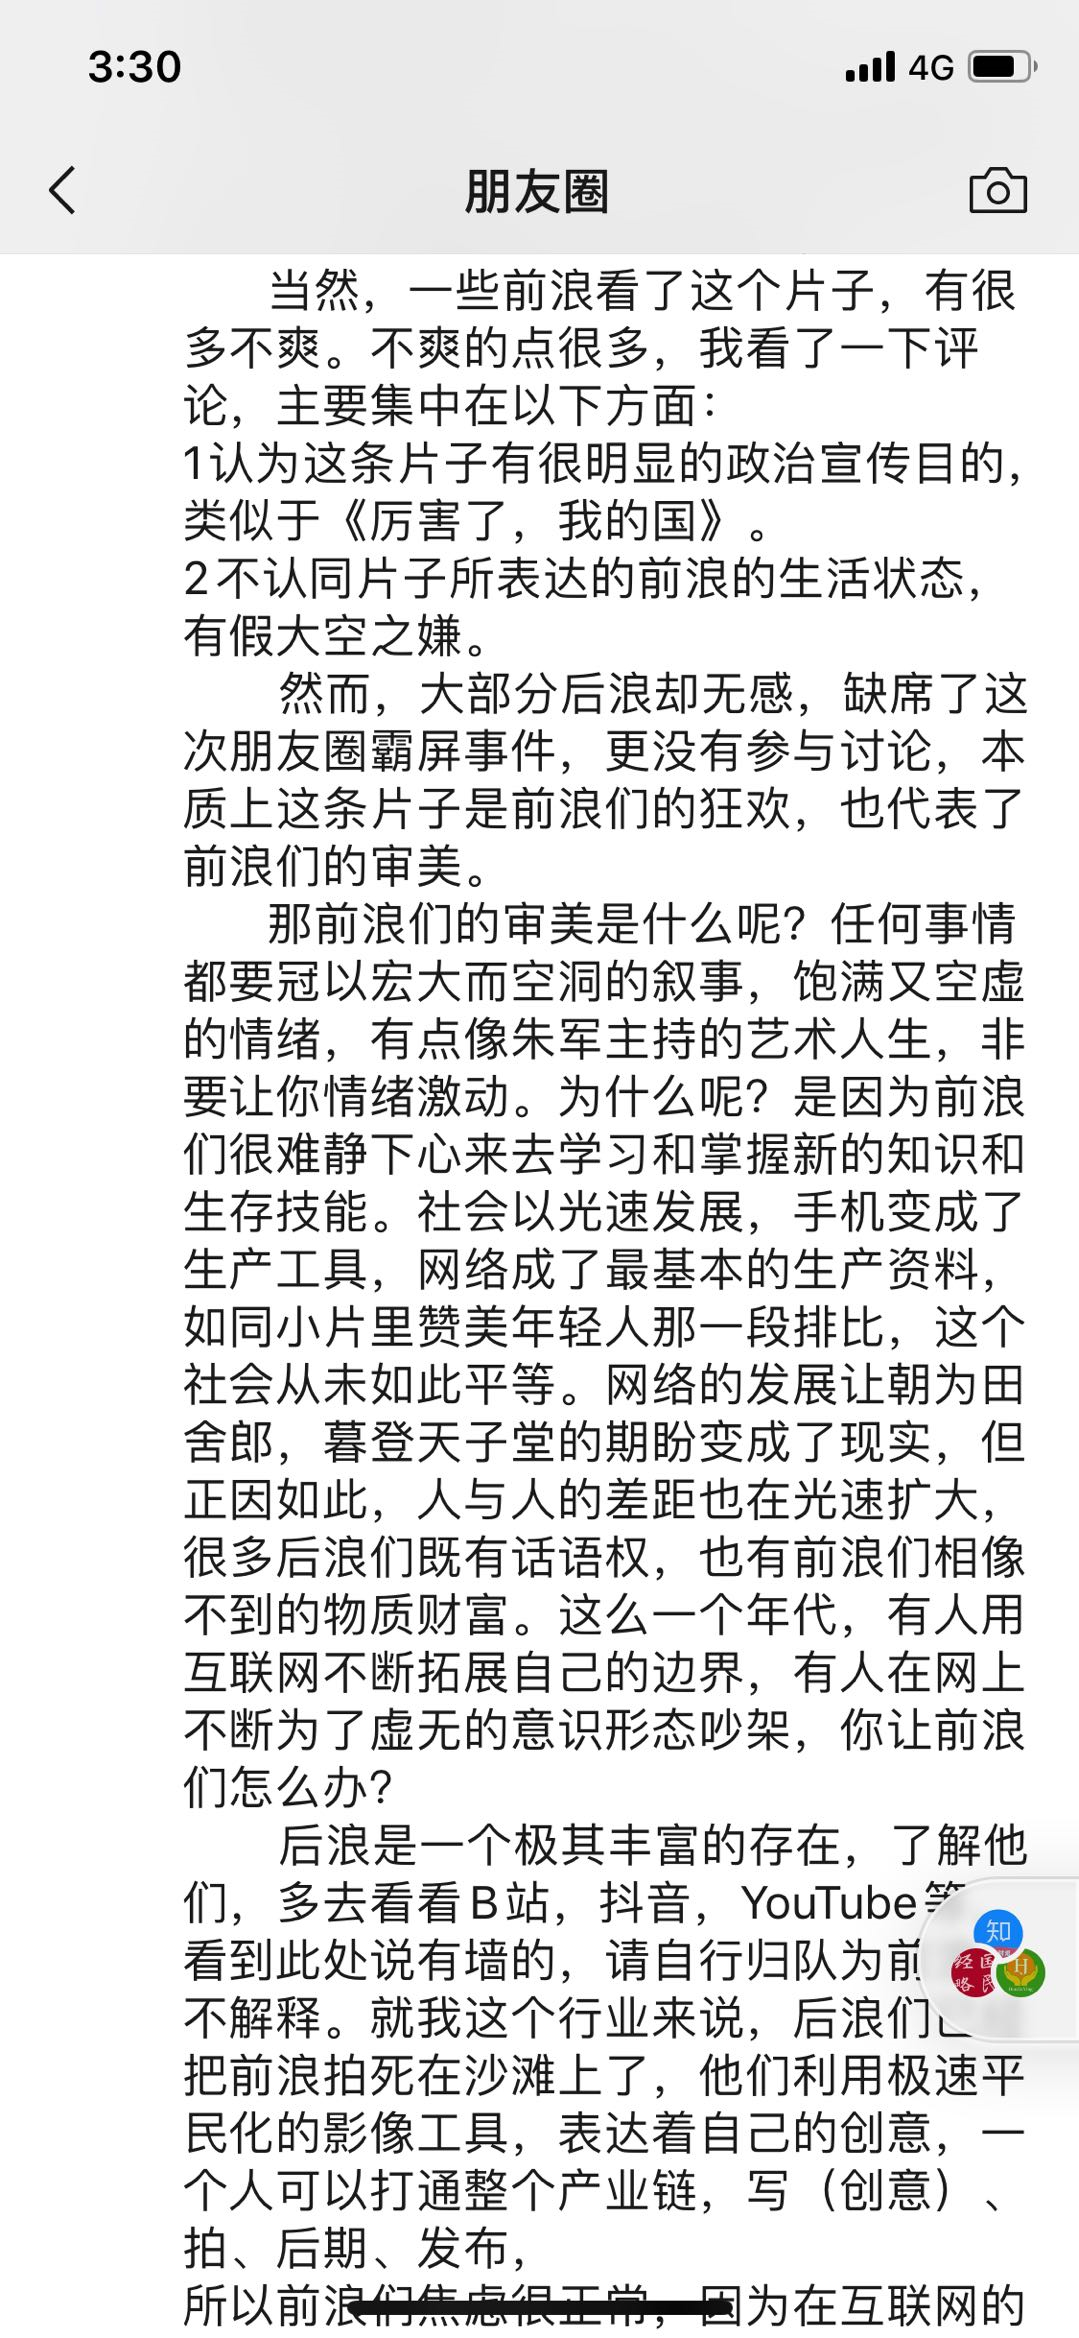 3:30
4G
朋友圈
当然，一些前浪看了这个片子，有很
多不爽。不爽的点很多，我看了一下评
论，主要集中在以下方面：
1认为这条片子有很明显的政治宣传目的，
类似于《厉害了，我的国》。
2不认同片子所表达的前浪的生活状态，
有假大空之嫌。
然而，大部分后浪却无感，缺席了这
次朋友圈霸屏事件，更没有参与讨论，本
质上这条片子是前浪们的狂欢，也代表了
前浪们的审美。
那前浪们的审美是什么呢？任何事情
都要冠以宏大而空洞的叙事，饱满又空虚
的情绪，有点像朱军主持的艺术人生，非
要让你情绪激动。为什么呢？是因为前浪
们很难静下心来去学习和掌握新的知识和
生存技能。社会以光速发展，手机变成了
生产工具，网络成了最基本的生产资料，
如同小片里赞美年轻人那一段排比，这个
社会从未如此平等。网络的发展让朝为田
舍郎，暮登天子堂的期盼变成了现实，但
正因如此，人与人的差距也在光速扩大，
很多后浪们既有话语权，也有前浪们相像
不到的物质财富。这么一个年代，有人用
互联网不断拓展自己的边界，有人在网上
不断为了虚无的意识形态吵架，你让前浪
们怎么办？
后浪是一个极其丰富的存在，了解他
们，多去看看B站，抖音，YouTube等
看到此处说有墙的，请自行归队为前
不解释。就我这个行业来说，后浪们
把前浪拍死在沙滩上了，他们利用极速平
民化的影像工具，表达着自己的创意，一
个人可以打通整个产业链，写（创意）、
拍、后期、发布，
所以前浪们焦虑很正常，因为在互联网的
知
经
略
国
民
H